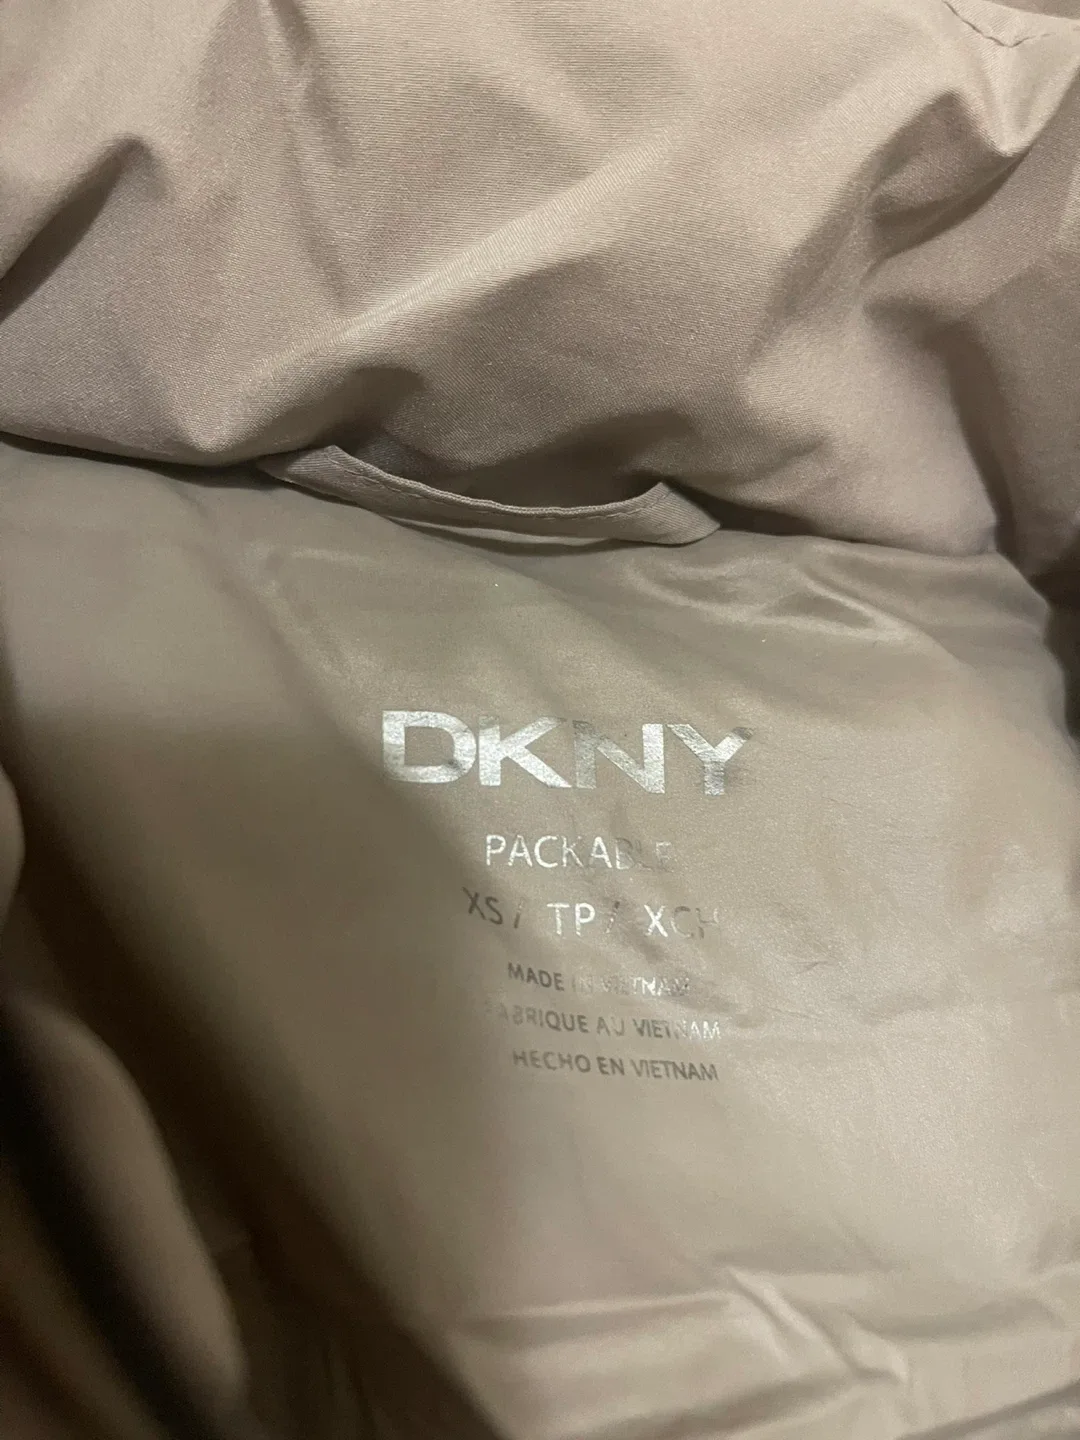 DKNY
PACKABLE
XS / TP / XCH
MADE IN VIETNAM
FABRIQUE AU VIETNAM
HECHO EN VIETNAM